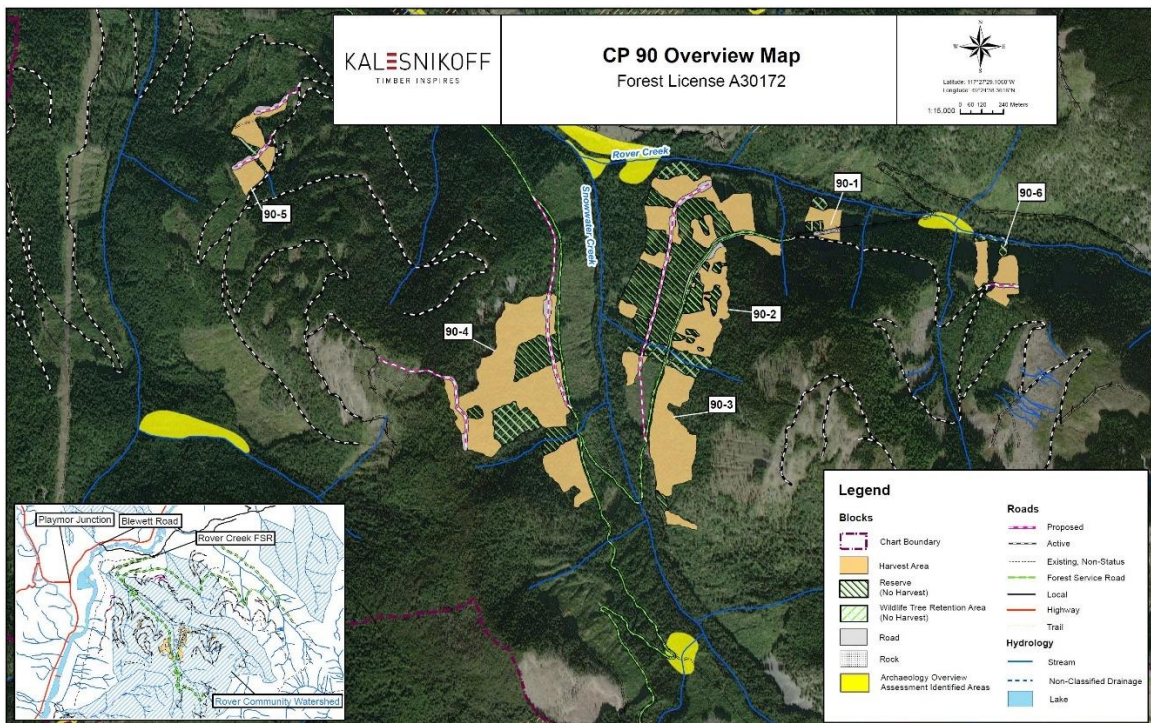 KALESNIKOFF
TIMBER INSPIRES
CP 90 Overview Map
Forest License A30172
N
W
E
S
1:15,000
0 60 120 240 Meters
Rover Creek
Snowwater Creek
90-1
90-6
90-5
90-2
90-4
90-3
Playmor Junction
Blewett Road
Rover Creek FSR
Rover Community Watershed
Legend
Blocks
Chart Boundary
Harvest Area
Reserve
(No Harvest)
Wildlife Tree Retention Area
(No Harvest)
Road
Rock
Archaeology Overview
Assessment Identified Areas
Roads
Proposed
Active
Existing, Non-Status
Forest Service Road
Local
Highway
Trail
Hydrology
Stream
Non-Classified Drainage
Lake